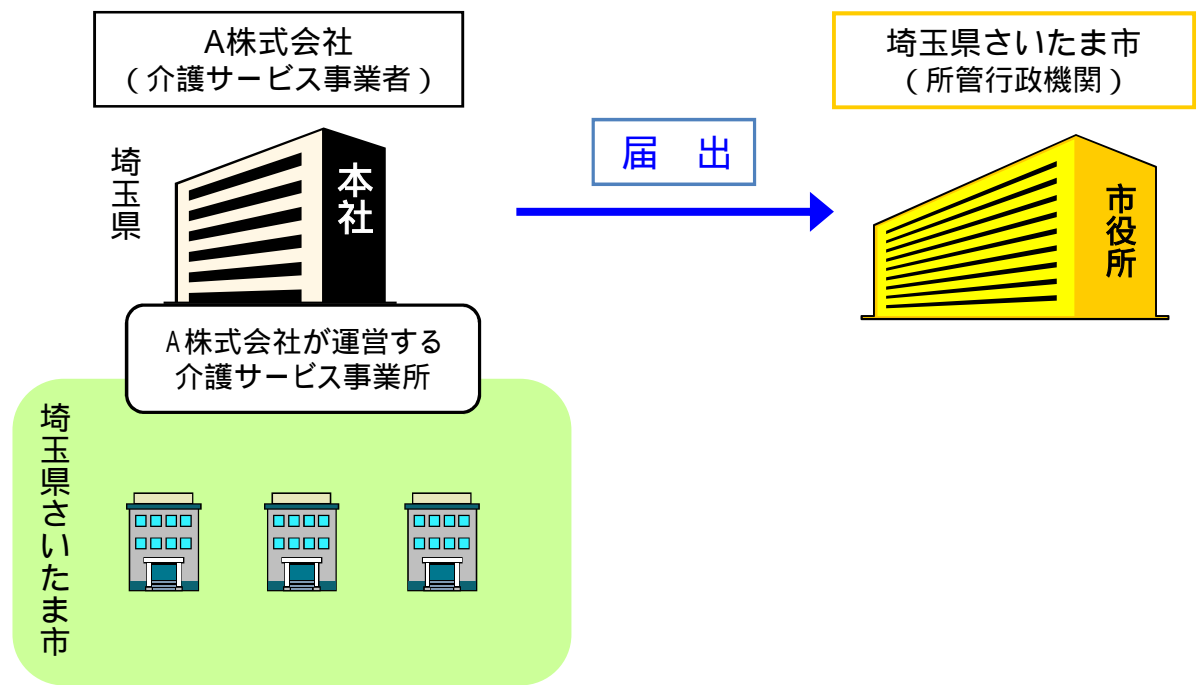 A株式会社
（介護サービス事業者）
埼玉県さいたま市
（所管行政機関）
届 出
埼玉県
本社
市役所
A株式会社が運営する
介護サービス事業所
埼玉県さいたま市